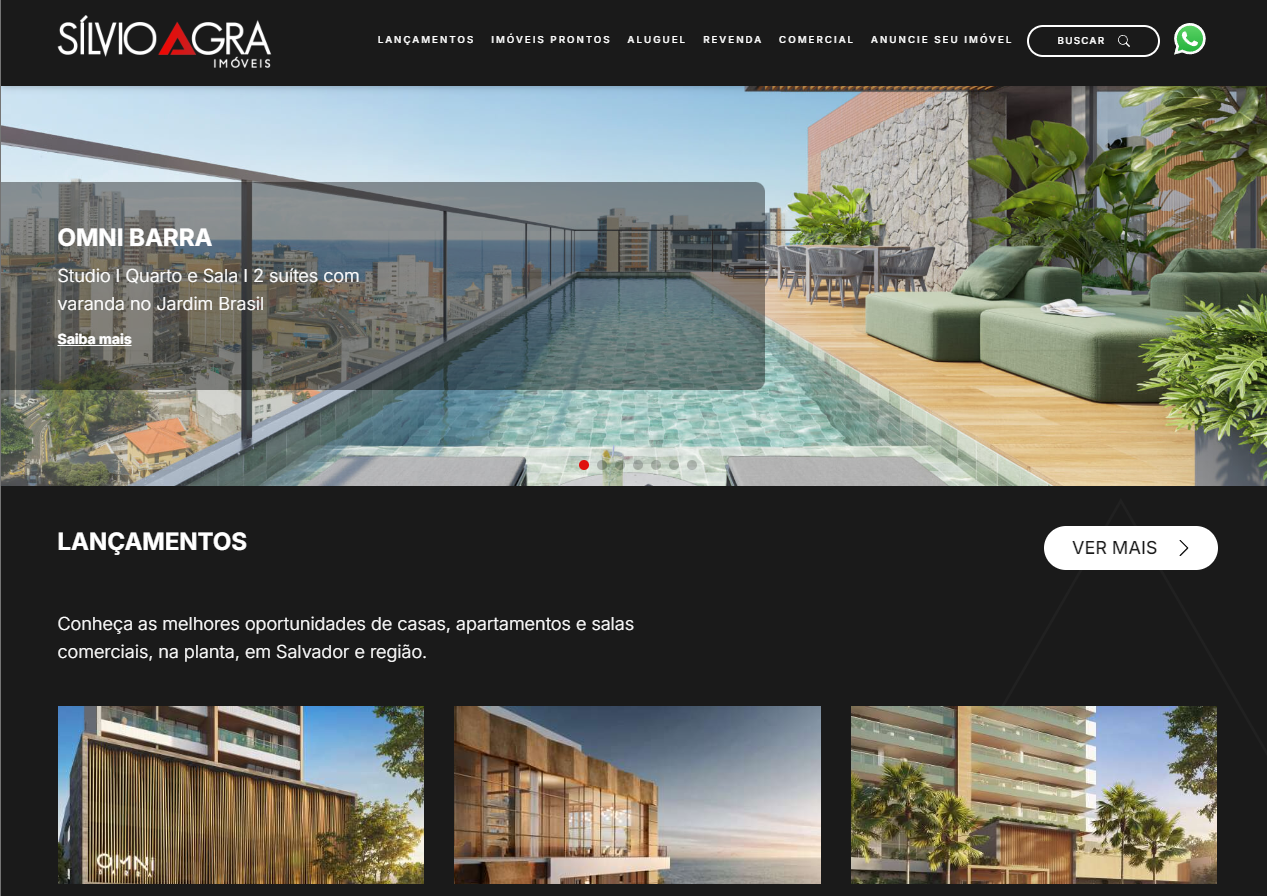 SÍLVIO AGRA
IMÓVEIS
LANÇAMENTOS IMÓVEIS PRONTOS ALUGUEL REVENDA COMERCIAL ANUNCIE SEU IMÓVEL BUSCAR
OMNI BARRA
Studio I Quarto e Sala I 2 suítes com
varanda no Jardim Brasil
Saiba mais
LANÇAMENTOS
VER MAIS
Conheça as melhores oportunidades de casas, apartamentos e salas
comerciais, na planta, em Salvador e região.
OMNI